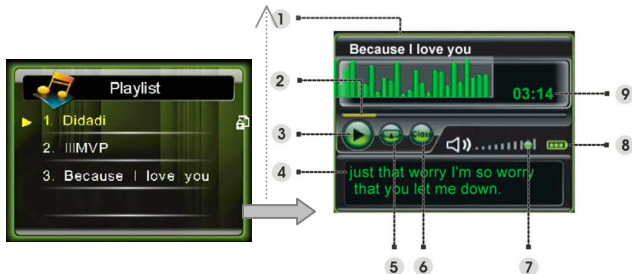 Playlist
1. Didadi
2. IIIMVP
3. Because I love you
1
2
3
4
Because I love you
03:14
Close
just that worry I'm so worry
that you let me down.
9
8
5
6
7